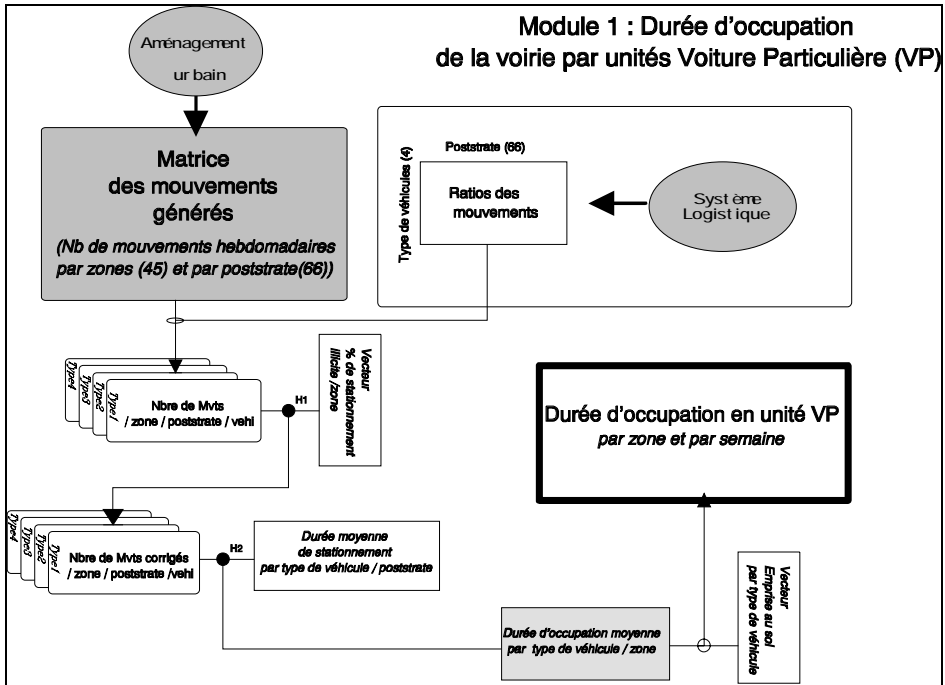 Module 1 : Durée d'occupation
de la voirie par unités Voiture Particulière (VP)
Aménagement
ur bain
Matrice
des mouvements
générés
(Nb de mouvements hebdomadaires
par zones (45) et par poststrate(66))
Poststrate (66)
Type de véhicules (4)
Ratios des
mouvements
Syst ème
Logist ique
Type4
Type3
Type2
Type1
Nbre de Mvts
/ zone / poststrate / vehi
H1
Vecteur
% de stationnement
illicite /zone
Durée d'occupation en unité VP
par zone et par semaine
Type4
Type3
Type2
Type1
Nbre de Mvts corrigés
/ zone / poststrate /vehi
H2
Durée moyenne
de stationnement
par type de véhicule / poststrate
Durée d'occupation moyenne
par type de véhicule / zone
Vecteur
Emprise au sol
par type de véhicule